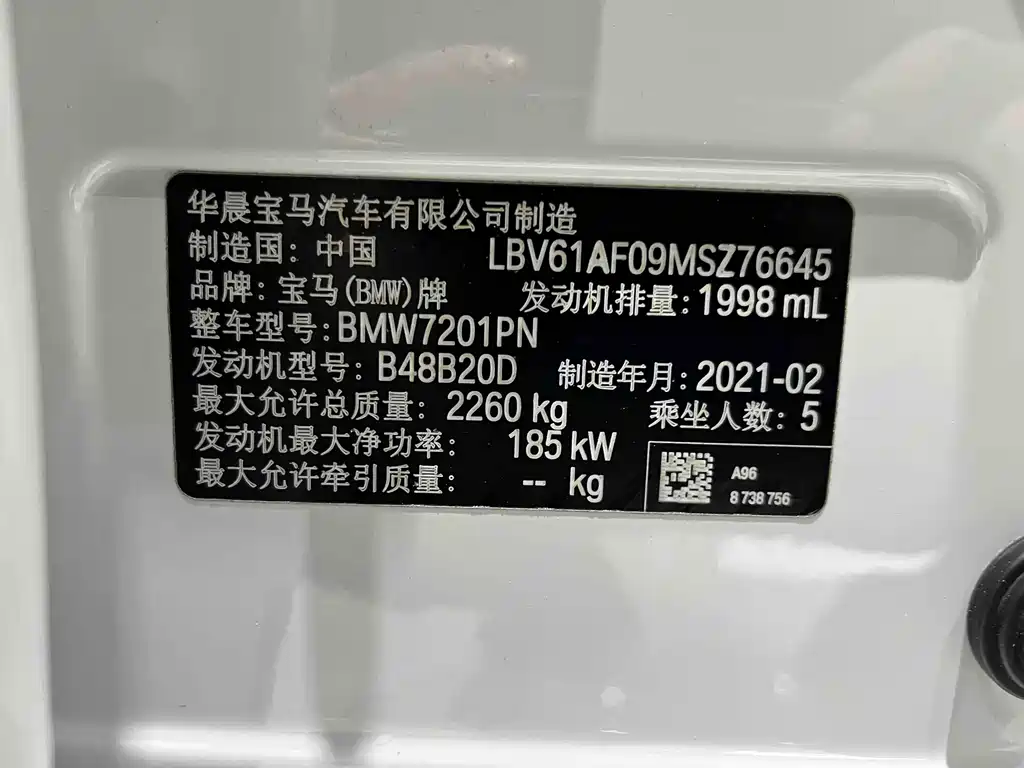 华晨宝马汽车有限公司制造
制造国：中国 LBV61AF09MSZ76645
品牌：宝马(BMW)牌 发动机排量：1998 mL
整车型号：BMW7201PN
发动机型号：B48B20D 制造年月：2021-02
最大允许总质量：2260 kg 乘坐人数：5
发动机最大净功率：185 kW
最大允许牵引质量：-- kg
A96
8 738 756